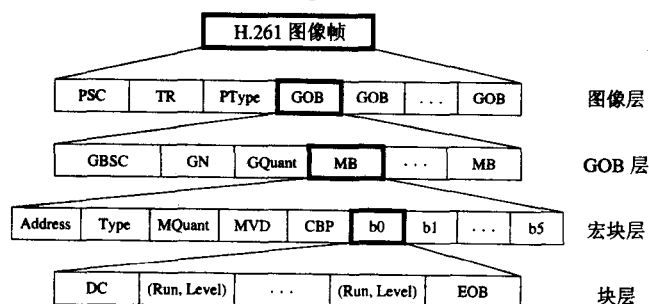 H.261 图像帧
PSC TR PType GOB GOB ... GOB 图像层
GBSC GN GQuant MB ... MB GOB 层
Address Type MQuant MVD CBP b0 b1 ... b5 宏块层
DC (Run, Level) ... (Run, Level) EOB 块层